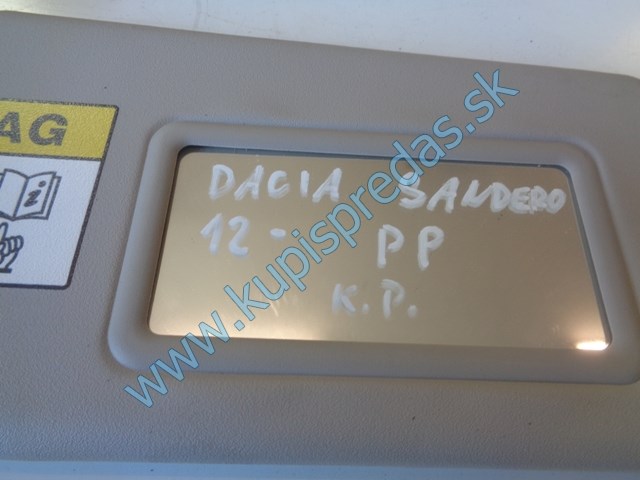 AG
DACIA SANDERO
12- PP
K.P.
www.kupispredas.sk